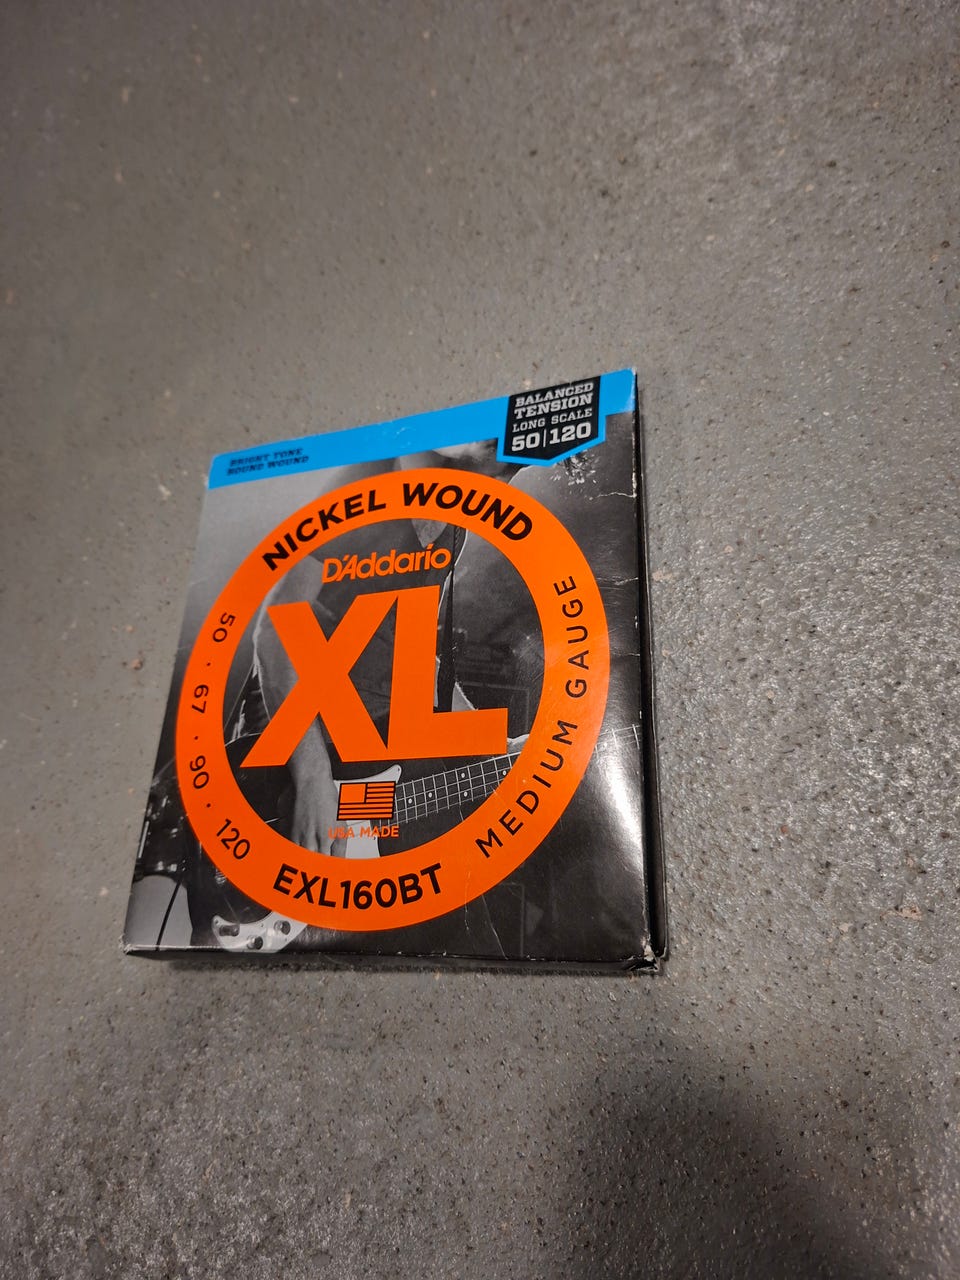 BRIGHT TONE
ROUND WOUND
BALANCED
TENSION
LONG SCALE
50|120
NICKEL WOUND
D'Addario
XL
USA MADE
50 · 67 · 90 · 120
EXL160BT
MEDIUM GAUGE